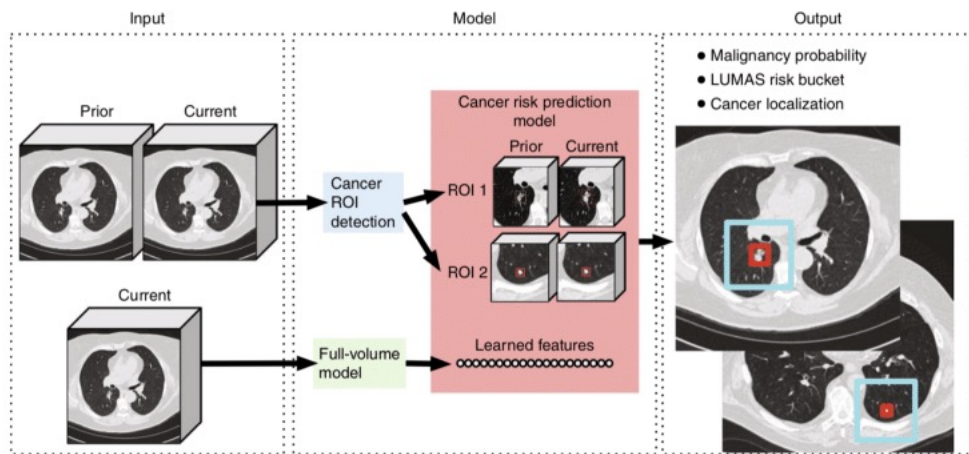 Input
Model
Output
Prior
Current
Current
Cancer
ROI
detection
Full-volume
model
Cancer risk prediction
model
Prior
Current
ROI 1
ROI 2
Learned features
● Malignancy probability
● LUMAS risk bucket
● Cancer localization